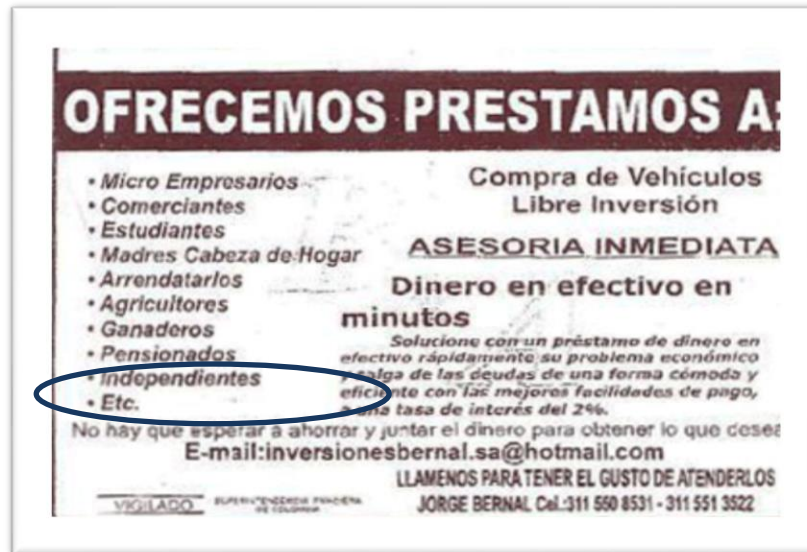 OFRECEMOS PRESTAMOS A:
• Micro Empresarios
• Comerciantes
• Estudiantes
• Madres Cabeza de Hogar
• Arrendatarios
• Agricultores
• Ganaderos
• Pensionados
• Independientes
• Etc.
Compra de Vehículos
Libre Inversión
ASESORIA INMEDIATA
Dinero en efectivo en
minutos
Solucione con un préstamo de dinero en
efectivo rápidamente su problema económico
y salga de las deudas de una forma cómoda y
eficiente con las mejores facilidades de pago,
a una tasa de interés del 2%.
No hay que esperar a ahorrar y juntar el dinero para obtener lo que desea
E-mail:inversionesbernal.sa@hotmail.com
LLAMENOS PARA TENER EL GUSTO DE ATENDERLOS
JORGE BERNAL Cel.:311 550 8531 - 311 551 3522
VIGILADO SUPERINTENDENCIA FINANCIERA
DE COLOMBIA